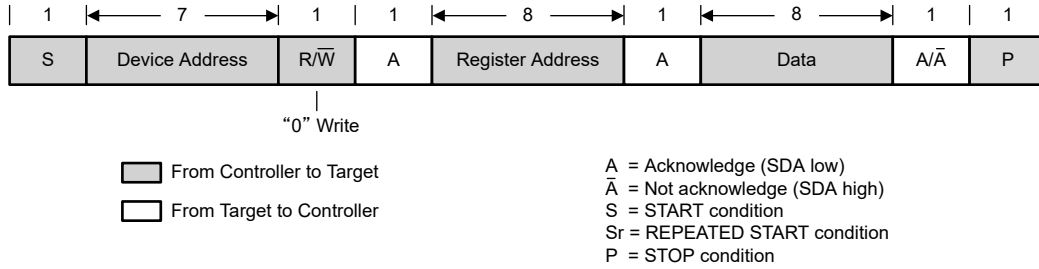 1 7 1 1 8 1 8 1 1
S Device Address R/W̅ A Register Address A Data A/A̅ P
“0” Write
From Controller to Target
From Target to Controller
A = Acknowledge (SDA low)
A̅ = Not acknowledge (SDA high)
S = START condition
Sr = REPEATED START condition
P = STOP condition